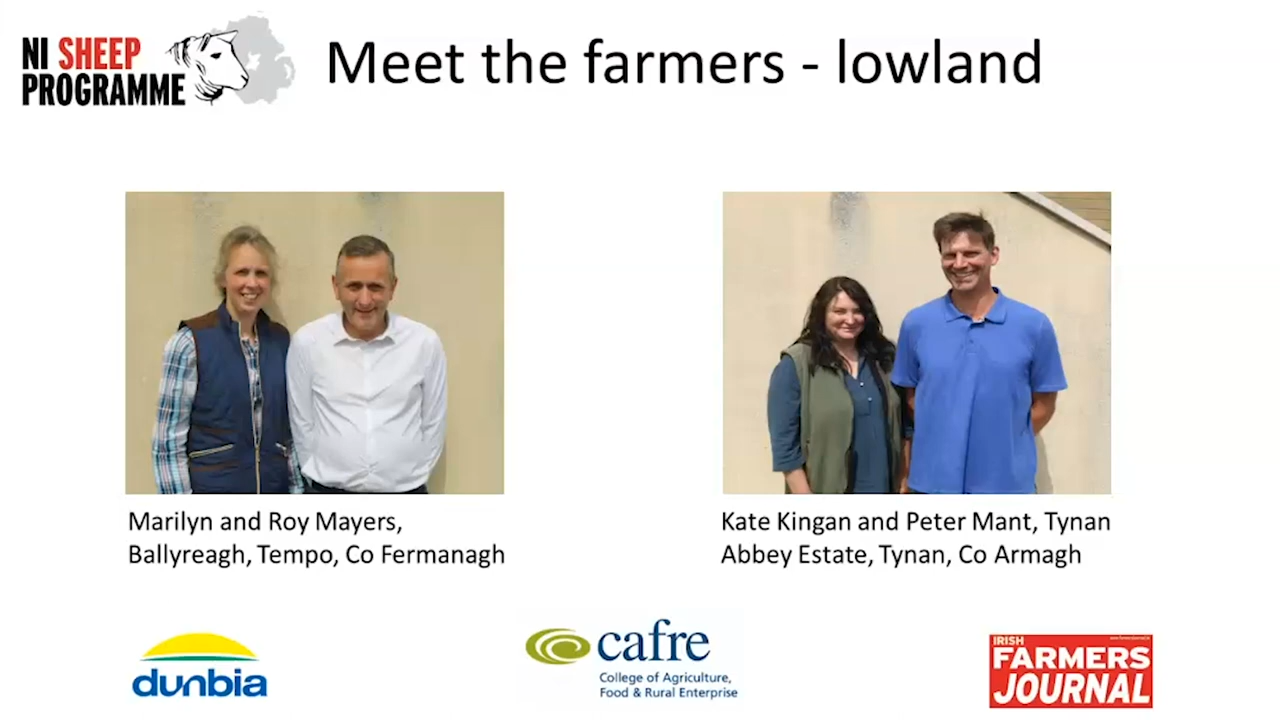 NI SHEEP
PROGRAMME
Meet the farmers - lowland
Marilyn and Roy Mayers,
Ballyreagh, Tempo, Co Fermanagh
Kate Kingan and Peter Mant, Tynan
Abbey Estate, Tynan, Co Armagh
dunbia
cafre
College of Agriculture,
Food & Rural Enterprise
IRISH
FARMERS
JOURNAL